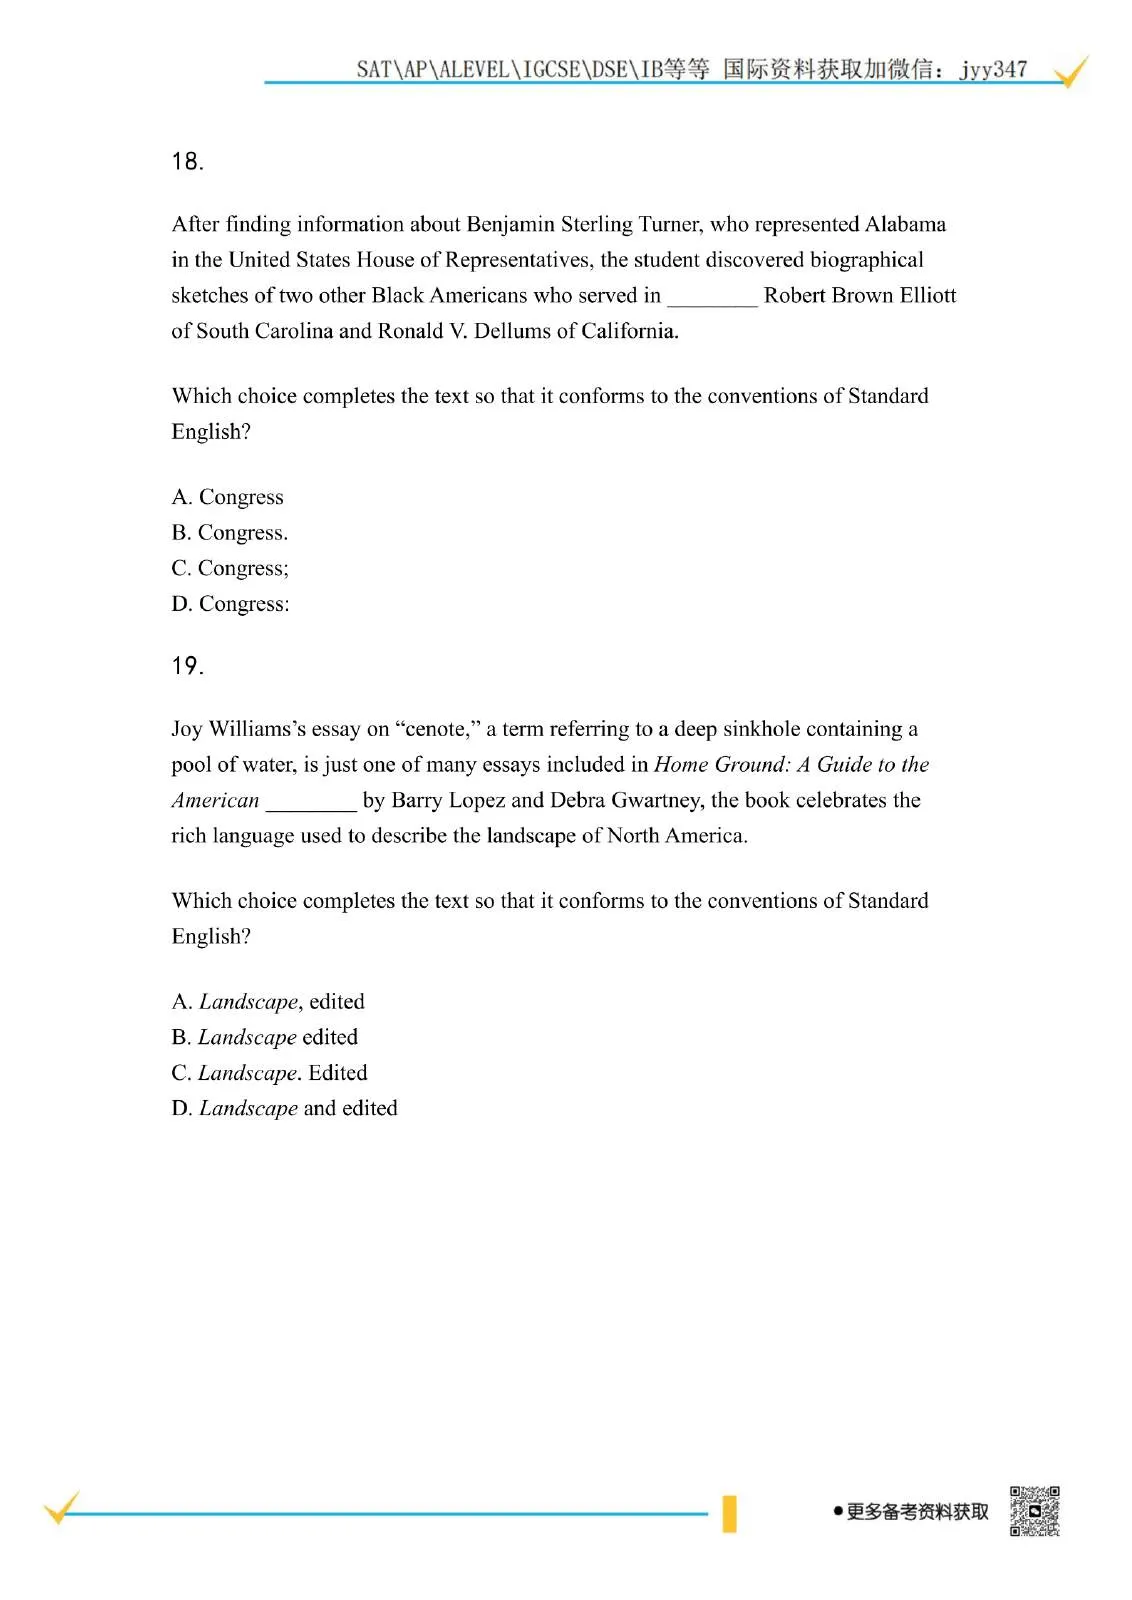 SAT\AP\ALEVEL\IGCSE\DSE\IB等等 国际资料获取加微信：jyy347
18.
After finding information about Benjamin Sterling Turner, who represented Alabama
in the United States House of Representatives, the student discovered biographical
sketches of two other Black Americans who served in ________ Robert Brown Elliott
of South Carolina and Ronald V. Dellums of California.
Which choice completes the text so that it conforms to the conventions of Standard
English?
A. Congress
B. Congress.
C. Congress;
D. Congress:
19.
Joy Williams’s essay on “cenote,” a term referring to a deep sinkhole containing a
pool of water, is just one of many essays included in Home Ground: A Guide to the
American ________ by Barry Lopez and Debra Gwartney, the book celebrates the
rich language used to describe the landscape of North America.
Which choice completes the text so that it conforms to the conventions of Standard
English?
A. Landscape, edited
B. Landscape edited
C. Landscape. Edited
D. Landscape and edited
●更多备考资料获取